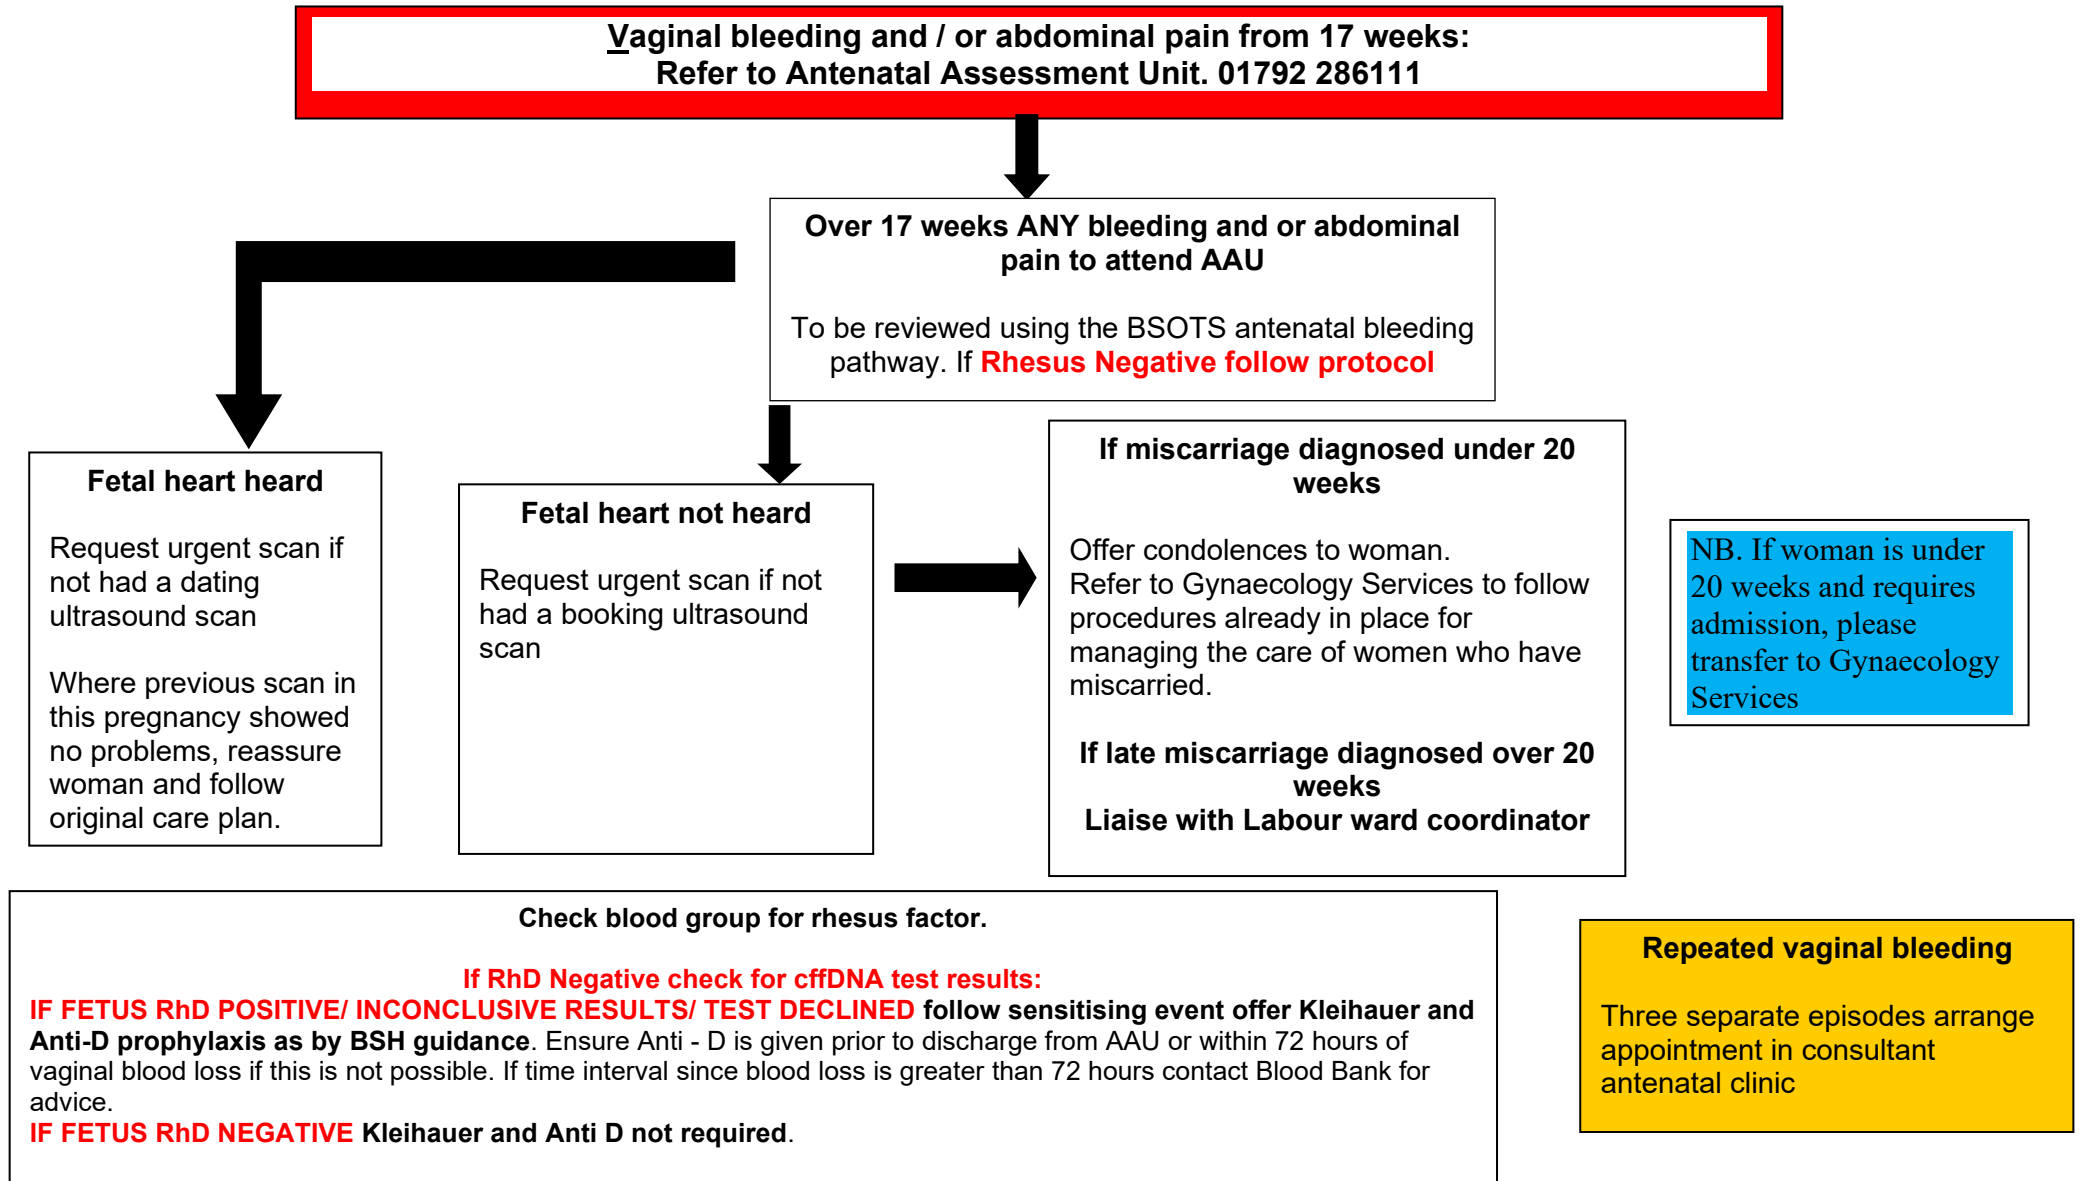 Vaginal bleeding and / or abdominal pain from 17 weeks:
Refer to Antenatal Assessment Unit. 01792 286111
Over 17 weeks ANY bleeding and or abdominal
pain to attend AAU
To be reviewed using the BSOTS antenatal bleeding
pathway. If Rhesus Negative follow protocol
Fetal heart heard
Request urgent scan if
not had a dating
ultrasound scan
Where previous scan in
this pregnancy showed
no problems, reassure
woman and follow
original care plan.
Fetal heart not heard
Request urgent scan if not
had a booking ultrasound
scan
If miscarriage diagnosed under 20
weeks
Offer condolences to woman.
Refer to Gynaecology Services to follow
procedures already in place for
managing the care of women who have
miscarried.
If late miscarriage diagnosed over 20
weeks
Liaise with Labour ward coordinator
NB. If woman is under
20 weeks and requires
admission, please
transfer to Gynaecology
Services
Check blood group for rhesus factor.
If RhD Negative check for cffDNA test results:
IF FETUS RhD POSITIVE/ INCONCLUSIVE RESULTS/ TEST DECLINED follow sensitising event offer Kleihauer and
Anti-D prophylaxis as by BSH guidance. Ensure Anti - D is given prior to discharge from AAU or within 72 hours of
vaginal blood loss if this is not possible. If time interval since blood loss is greater than 72 hours contact Blood Bank for
advice.
IF FETUS RhD NEGATIVE Kleihauer and Anti D not required.
Repeated vaginal bleeding
Three separate episodes arrange
appointment in consultant
antenatal clinic